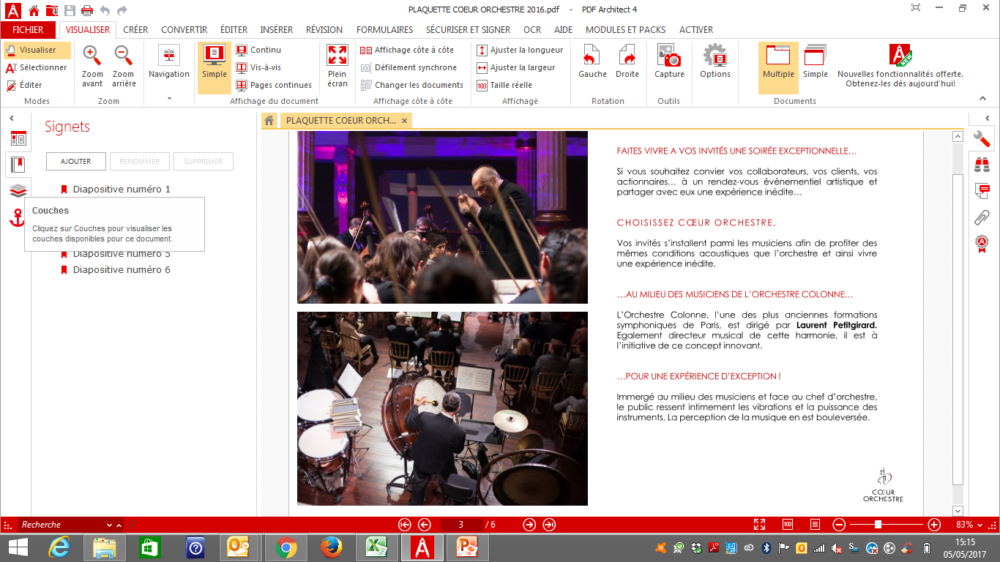 PLAQUETTE COEUR ORCHESTRE 2016.pdf - PDF Architect 4
FICHIER VISUALISER CRÉER CONVERTIR ÉDITER INSÉRER RÉVISION FORMULAIRES SÉCURISER ET SIGNER OCR AIDE MODULES ET PACKS ACTIVER
Visualiser
Sélectionner
Éditer
Modes
Zoom avant
Zoom arrière
Zoom
Navigation
Simple
Continu
Vis-à-vis
Pages continues
Affichage du document
Plein écran
Affichage côte à côte
Défilement synchrone
Changer les documents
Affichage côte à côte
Ajuster la longueur
Ajuster la largeur
100 Taille réelle
Affichage
Gauche
Droite
Rotation
Capture
Outils
Options
Multiple
Simple
Documents
NEW
Nouvelles fonctionnalités offerte.
Obtenez-les dès aujourd'hui!
Signets
AJOUTER RENOMMER SUPPRIMER
Diapositive numéro 1
Couches
Cliquez sur Couches pour visualiser les
couches disponibles pour ce document.
Diapositive numéro 5
Diapositive numéro 6
PLAQUETTE COEUR ORCH... ×
FAITES VIVRE A VOS INVITÉS UNE SOIRÉE EXCEPTIONNELLE…
Si vous souhaitez convier vos collaborateurs, vos clients, vos
actionnaires… à un rendez-vous événementiel artistique et
partager avec eux une expérience inédite…
CHOISISSEZ CŒUR ORCHESTRE,
Vos invités s'installent parmi les musiciens afin de profiter des
mêmes conditions acoustiques que l'orchestre et ainsi vivre
une expérience inédite.
…AU MILIEU DES MUSICIENS DE L'ORCHESTRE COLONNE…
L'Orchestre Colonne, l'une des plus anciennes formations
symphoniques de Paris, est dirigé par Laurent Petitgirard.
Egalement directeur musical de cette harmonie, il est à
l'initiative de ce concept innovant.
…POUR UNE EXPÉRIENCE D'EXCEPTION !
Immergé au milieu des musiciens et face au chef d'orchestre,
le public ressent intimement les vibrations et la puissance des
instruments. La perception de la musique en est bouleversée.
CŒUR
ORCHESTRE
Recherche
3 / 6
100
83%
15:15
05/05/2017